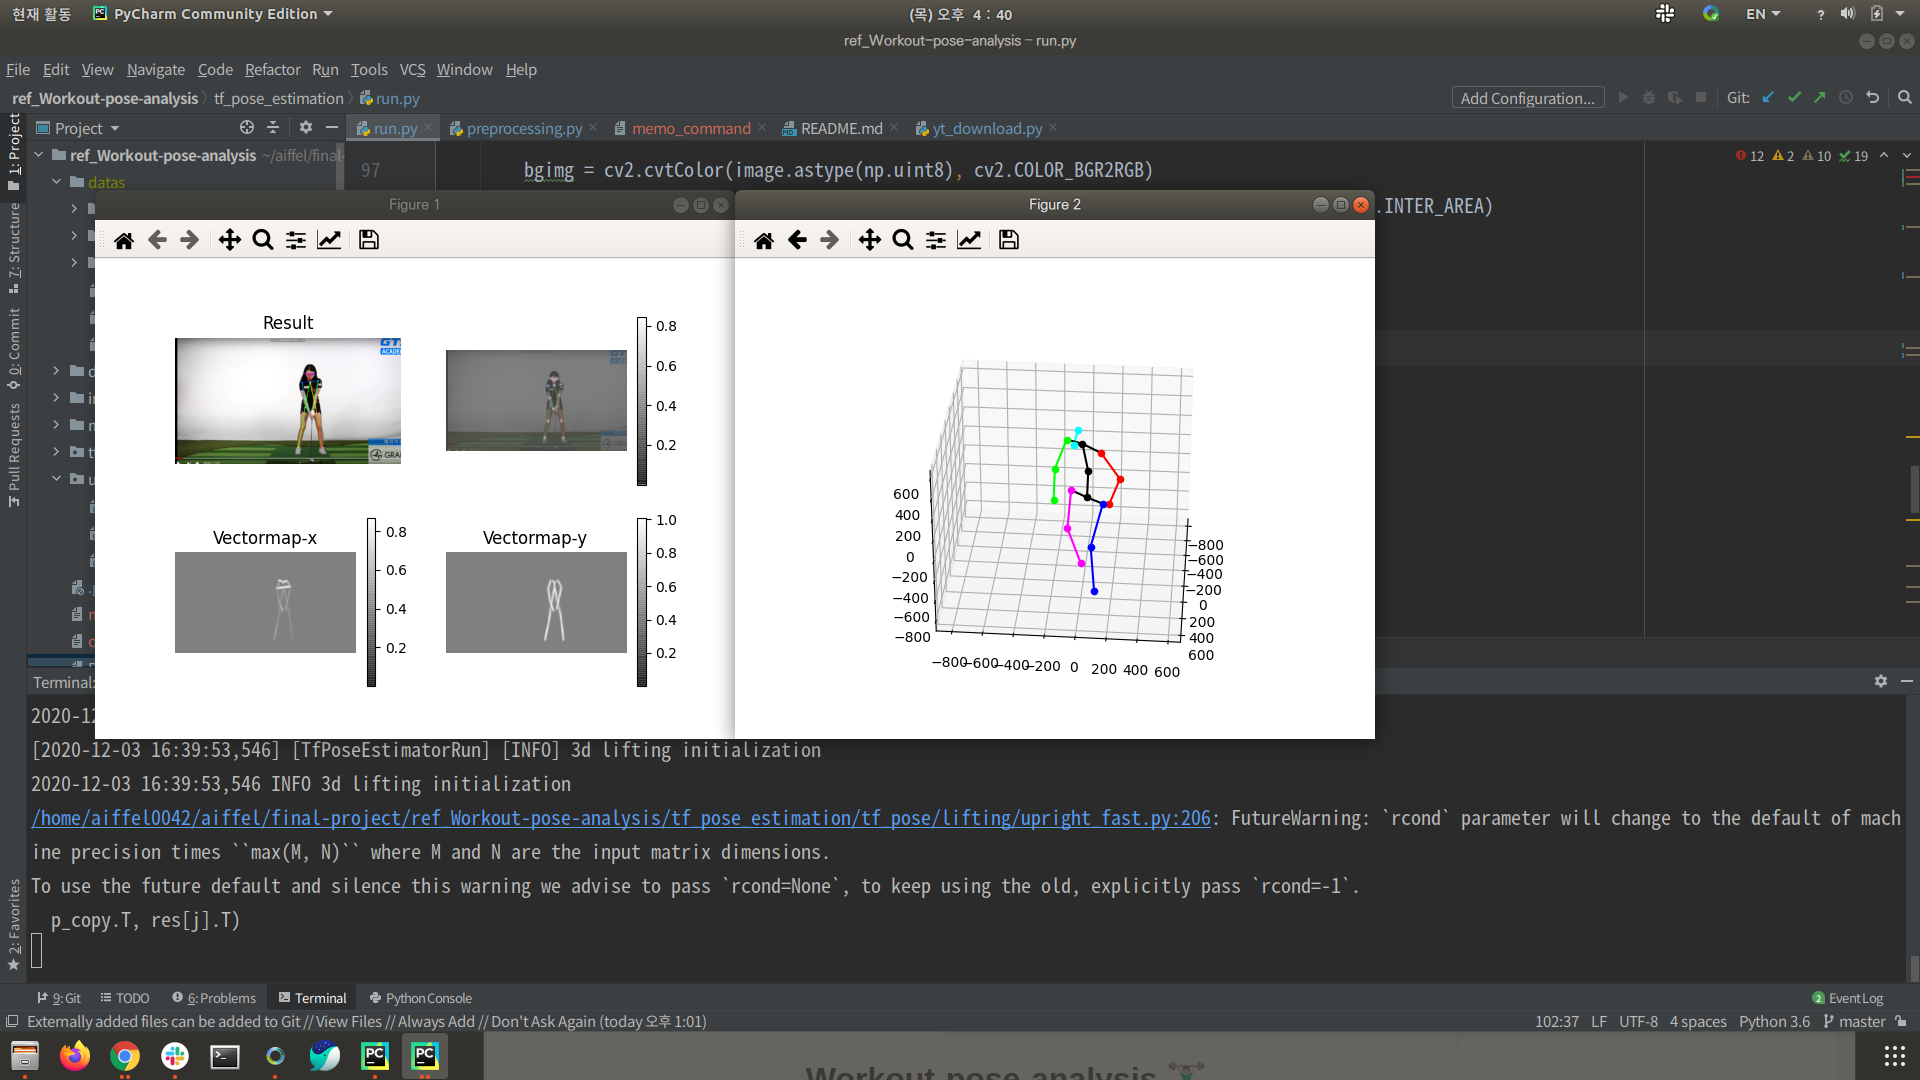 현재 활동 PyCharm Community Edition (목) 오후 4 : 40 EN ?
ref_Workout-pose-analysis – run.py
File Edit View Navigate Code Refactor Run Tools VCS Window Help
ref_Workout-pose-analysis tf_pose_estimation run.py Add Configuration... Git:
1: Project
Project
run.py preprocessing.py memo_command README.md yt_download.py
ref_Workout-pose-analysis ~/aiffel/final-
datas
97 bgimg = cv2.cvtColor(image.astype(np.uint8), cv2.COLOR_BGR2RGB)
12 2 10 19
.INTER_AREA)
7: Structure
0: Commit
Pull Requests
2: Favorites
Figure 1
Result
GT
ACADE
GRA
0.8
0.6
0.4
0.2
Vectormap-x
0.8
0.6
0.4
0.2
Vectormap-y
1.0
0.8
0.6
0.4
0.2
Figure 2
600
400
200
0
−200
−400
−600
−800
−800−600−400−200 0 200 400 600
−800
−600
−400
−200
0
200
400
600
Terminal:
2020-12
[2020-12-03 16:39:53,546] [TfPoseEstimatorRun] [INFO] 3d lifting initialization
2020-12-03 16:39:53,546 INFO 3d lifting initialization
/home/aiffel0042/aiffel/final-project/ref_Workout-pose-analysis/tf_pose_estimation/tf_pose/lifting/upright_fast.py:206: FutureWarning: `rcond` parameter will change to the default of mach
ine precision times ``max(M, N)`` where M and N are the input matrix dimensions.
To use the future default and silence this warning we advise to pass `rcond=None`, to keep using the old, explicitly pass `rcond=-1`.
p_copy.T, res[j].T)
9: Git TODO 6: Problems Terminal Python Console 2 Event Log
Externally added files can be added to Git // View Files // Always Add // Don't Ask Again (today 오후 1:01) 102:37 LF UTF-8 4 spaces Python 3.6 master
Workout pose analysis